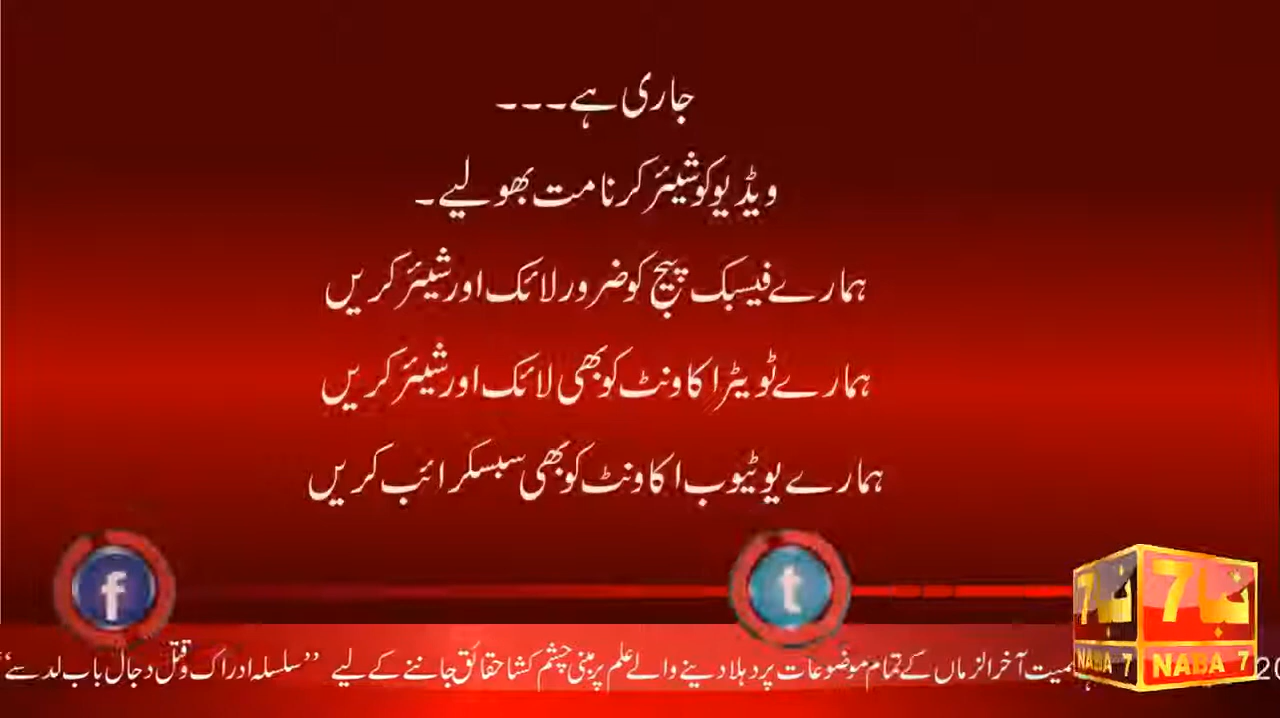 جاری ہے۔۔۔
ویڈیو کو شیئر کرنا مت بھولیے۔
ہمارے فیسبک پیج کو ضرور لائک اور شیئر کریں
ہمارے ٹویٹر اکاونٹ کو بھی لائک اور شیئر کریں
ہمارے یوٹیوب اکاونٹ کو بھی سبسکرائب کریں
f
t
نبا 7
NABA 7
نبا 7
NABA 7
آخر الزماں کے تمام موضوعات پر دہلا دینے والے علم پر مبنی چشم کشا حقائق جاننے کے لیے ”سلسلہ ادراک و قتل دجال باب لد سے“